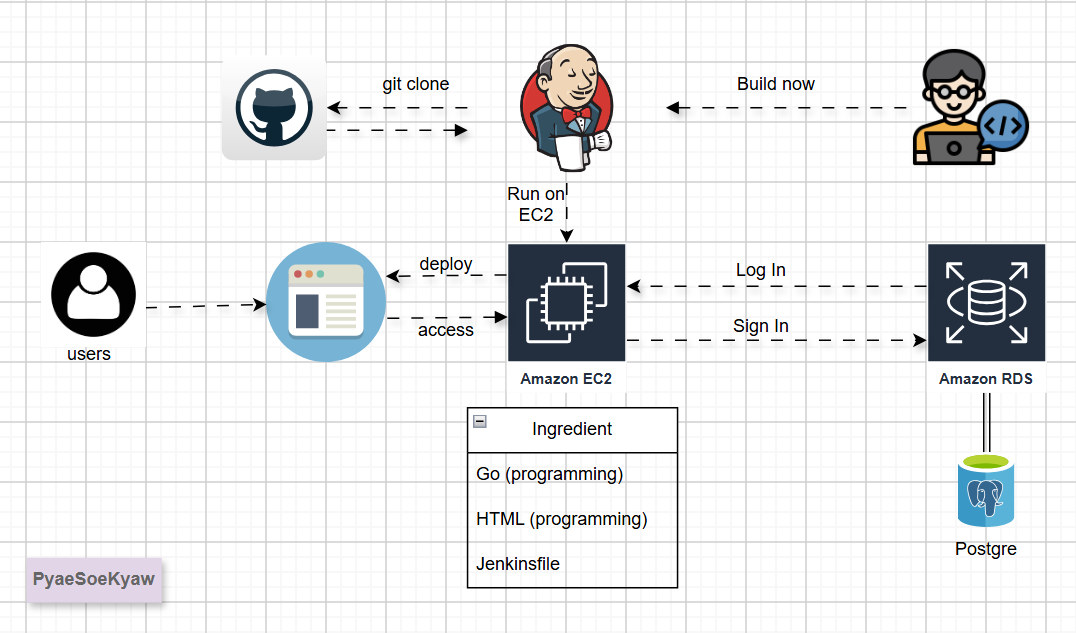 git clone
Build now
Run on
EC2
deploy
Log In
access
Sign In
users
Amazon EC2
Amazon RDS
Ingredient
Go (programming)
HTML (programming)
Jenkinsfile
Postgre
PyaeSoeKyaw